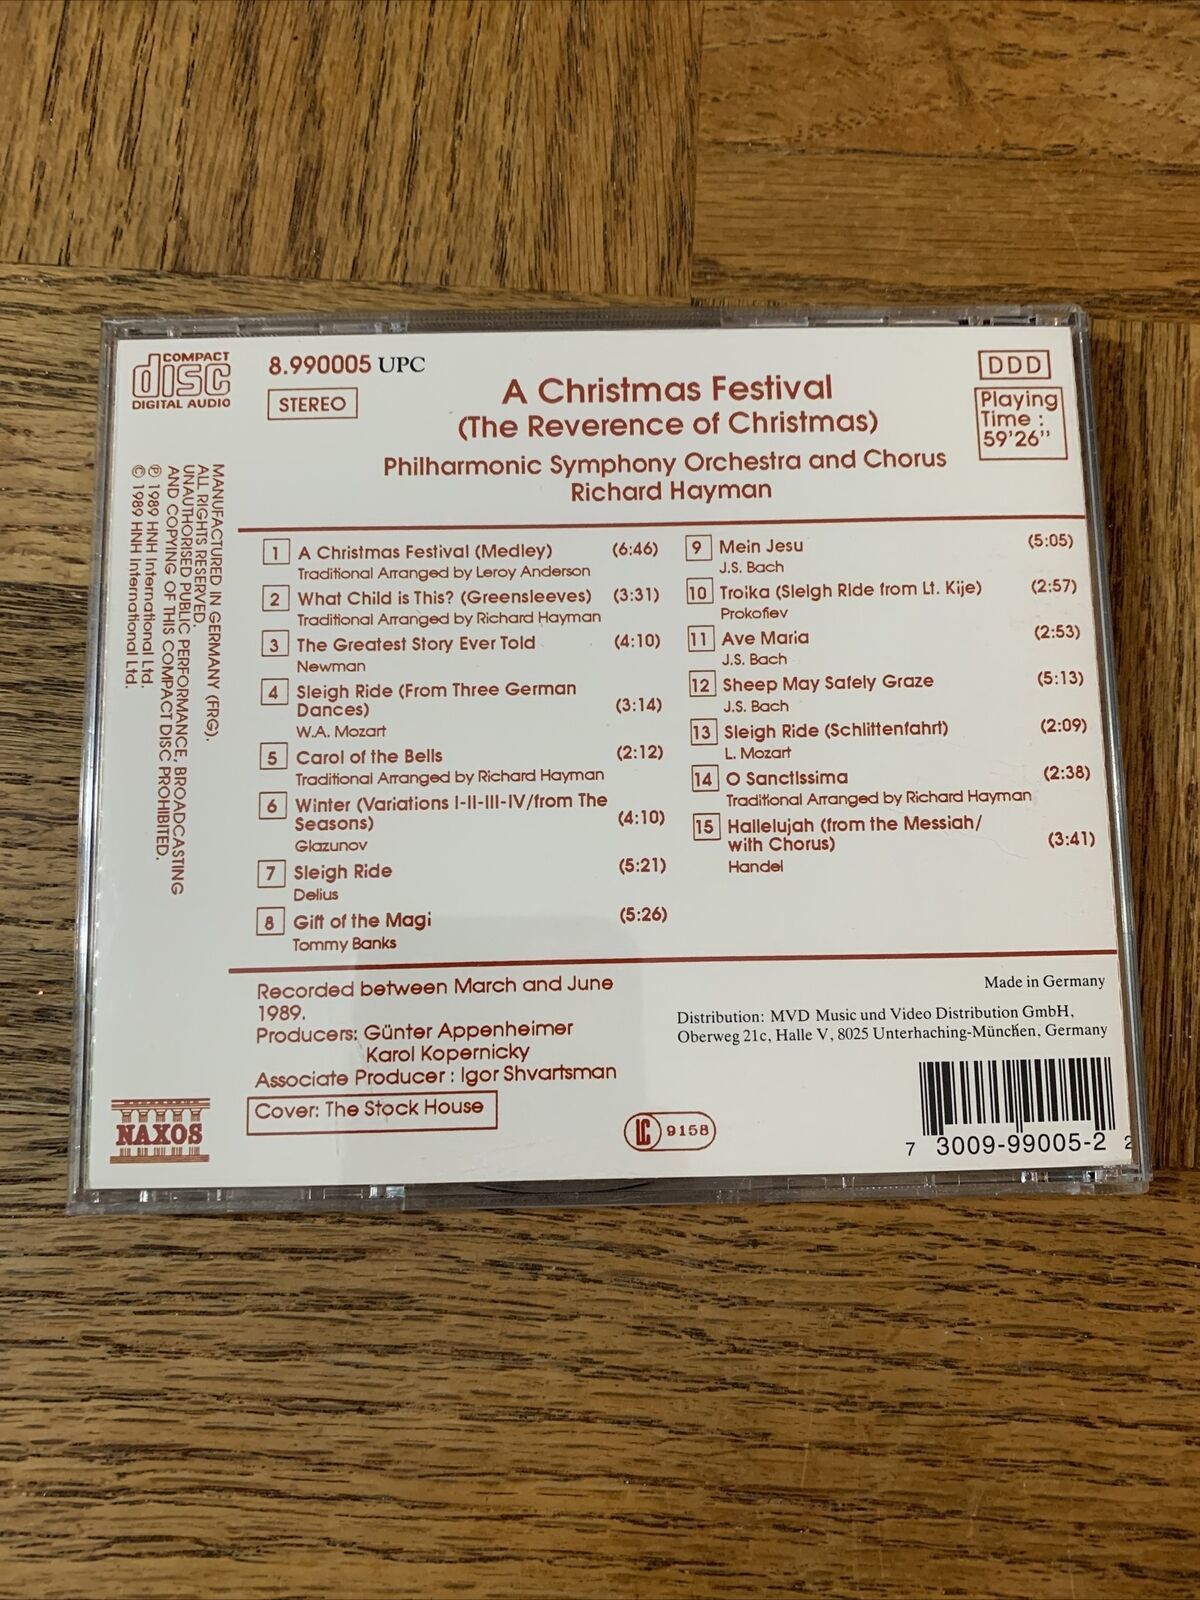 COMPACT
disc
DIGITAL AUDIO
8.990005 UPC
STEREO
A Christmas Festival
(The Reverence of Christmas)
Philharmonic Symphony Orchestra and Chorus
Richard Hayman
DDD
Playing
Time :
59'26''
MANUFACTURED IN GERMANY (FRG).
ALL RIGHTS RESERVED.
UNAUTHORISED PUBLIC PERFORMANCE, BROADCASTING
AND COPYING OF THIS COMPACT DISC PROHIBITED.
℗ 1989 HNH International Ltd.
© 1989 HNH International Ltd.
1 A Christmas Festival (Medley) (6:46)
Traditional Arranged by Leroy Anderson
2 What Child is This? (Greensleeves) (3:31)
Traditional Arranged by Richard Hayman
3 The Greatest Story Ever Told (4:10)
Newman
4 Sleigh Ride (From Three German
Dances) (3:14)
W.A. Mozart
5 Carol of the Bells (2:12)
Traditional Arranged by Richard Hayman
6 Winter (Variations I-II-III-IV/from The
Seasons) (4:10)
Glazunov
7 Sleigh Ride (5:21)
Delius
8 Gift of the Magi (5:26)
Tommy Banks
9 Mein Jesu (5:05)
J.S. Bach
10 Troika (Sleigh RIde from Lt. Kije) (2:57)
Prokofiev
11 Ave Maria (2:53)
J.S. Bach
12 Sheep May Safely Graze (5:13)
J.S. Bach
13 Sleigh Ride (Schlittenfahrt) (2:09)
L. Mozart
14 O SanctIssima (2:38)
Traditional Arranged by Richard Hayman
15 Hallelujah (from the Messiah/
with Chorus) (3:41)
Handel
Recorded between March and June
1989.
Producers: Günter Appenheimer
Karol Kopernicky
Associate Producer : Igor Shvartsman
Cover: The Stock House
NAXOS
LC 9158
Made in Germany
Distribution: MVD Music und Video Distribution GmbH,
Oberweg 21c, Halle V, 8025 Unterhaching-München, Germany
7 3009-99005-2 2